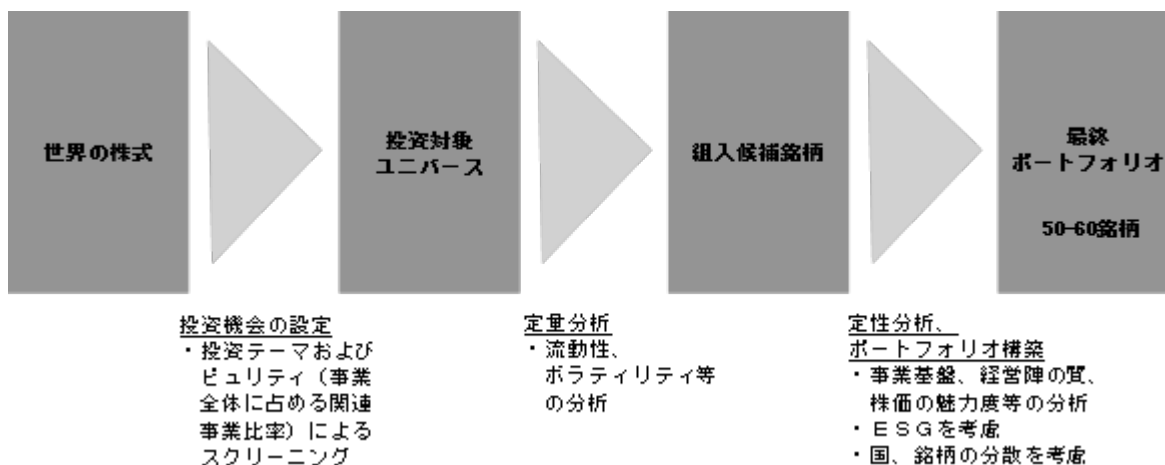 世界の株式
投資対象
ユニバース
組入候補銘柄
最終
ポートフォリオ
50-60銘柄
投資機会の設定
・投資テーマおよび
ピュリティ（事業
全体に占める関連
事業比率）による
スクリーニング
定量分析
・流動性、
ボラティリティ等
の分析
定性分析、
ポートフォリオ構築
・事業基盤、経営陣の質、
株価の魅力度等の分析
・ＥＳＧを考慮
・国、銘柄の分散を考慮